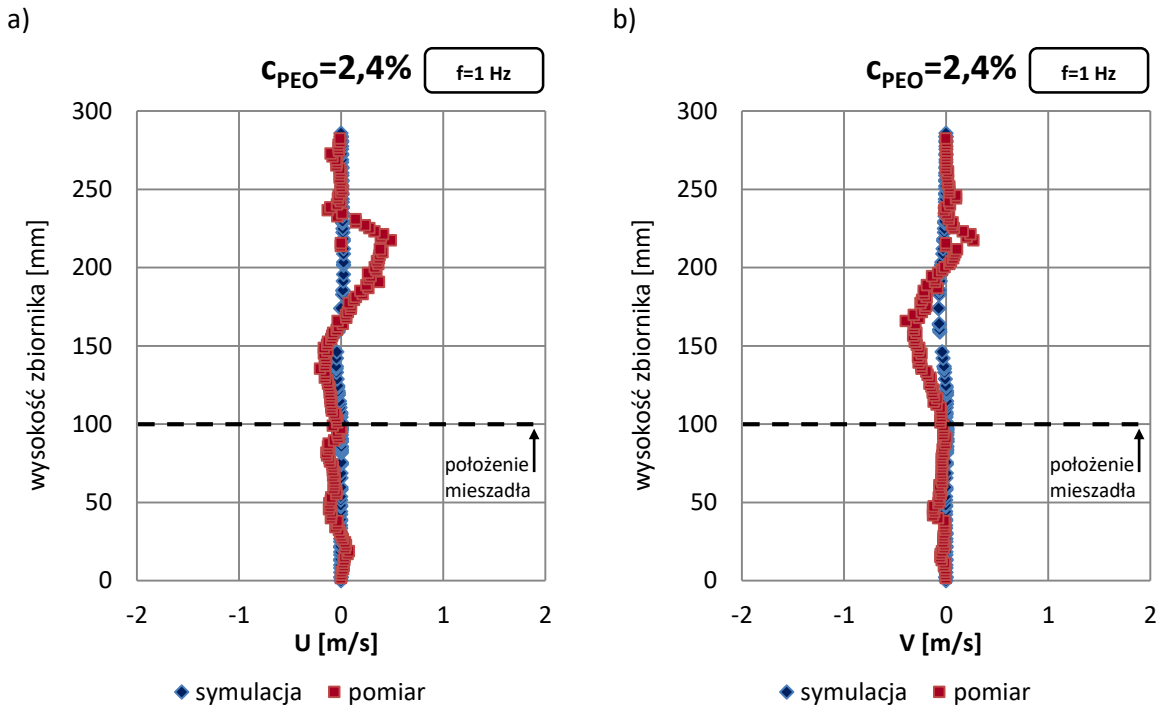 a)
c_PEO=2,4%
f=1 Hz
300
250
200
150
100
50
0
wysokość zbiornika [mm]
położenie
mieszadła
-2 -1 0 1 2
U [m/s]
symulacja pomiar
b)
c_PEO=2,4%
f=1 Hz
300
250
200
150
100
50
0
wysokość zbiornika [mm]
położenie
mieszadła
-2 -1 0 1 2
V [m/s]
symulacja pomiar